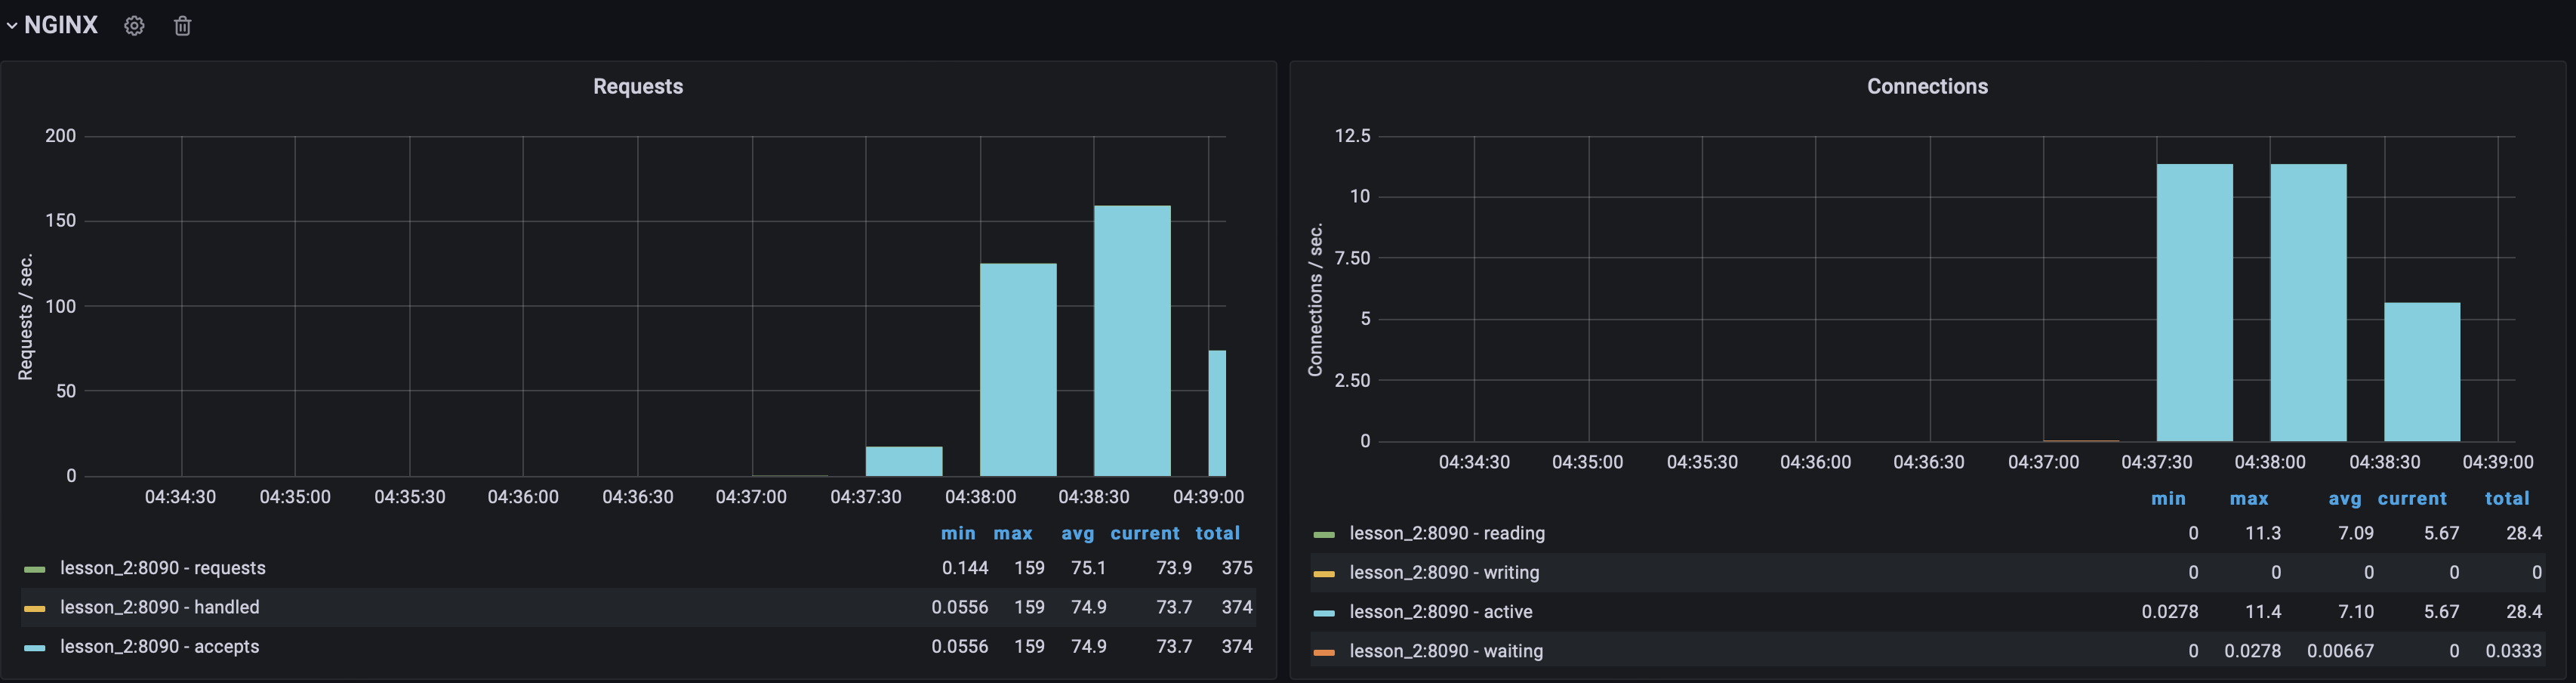 NGINX
Requests
Requests / sec.
200
150
100
50
0
04:34:30 04:35:00 04:35:30 04:36:00 04:36:30 04:37:00 04:37:30 04:38:00 04:38:30 04:39:00
min max avg current total
lesson_2:8090 - requests 0.144 159 75.1 73.9 375
lesson_2:8090 - handled 0.0556 159 74.9 73.7 374
lesson_2:8090 - accepts 0.0556 159 74.9 73.7 374
Connections
Connections / sec.
12.5
10
7.50
5
2.50
0
04:34:30 04:35:00 04:35:30 04:36:00 04:36:30 04:37:00 04:37:30 04:38:00 04:38:30 04:39:00
min max avg current total
lesson_2:8090 - reading 0 11.3 7.09 5.67 28.4
lesson_2:8090 - writing 0 0 0 0 0
lesson_2:8090 - active 0.0278 11.4 7.10 5.67 28.4
lesson_2:8090 - waiting 0 0.0278 0.00667 0 0.0333